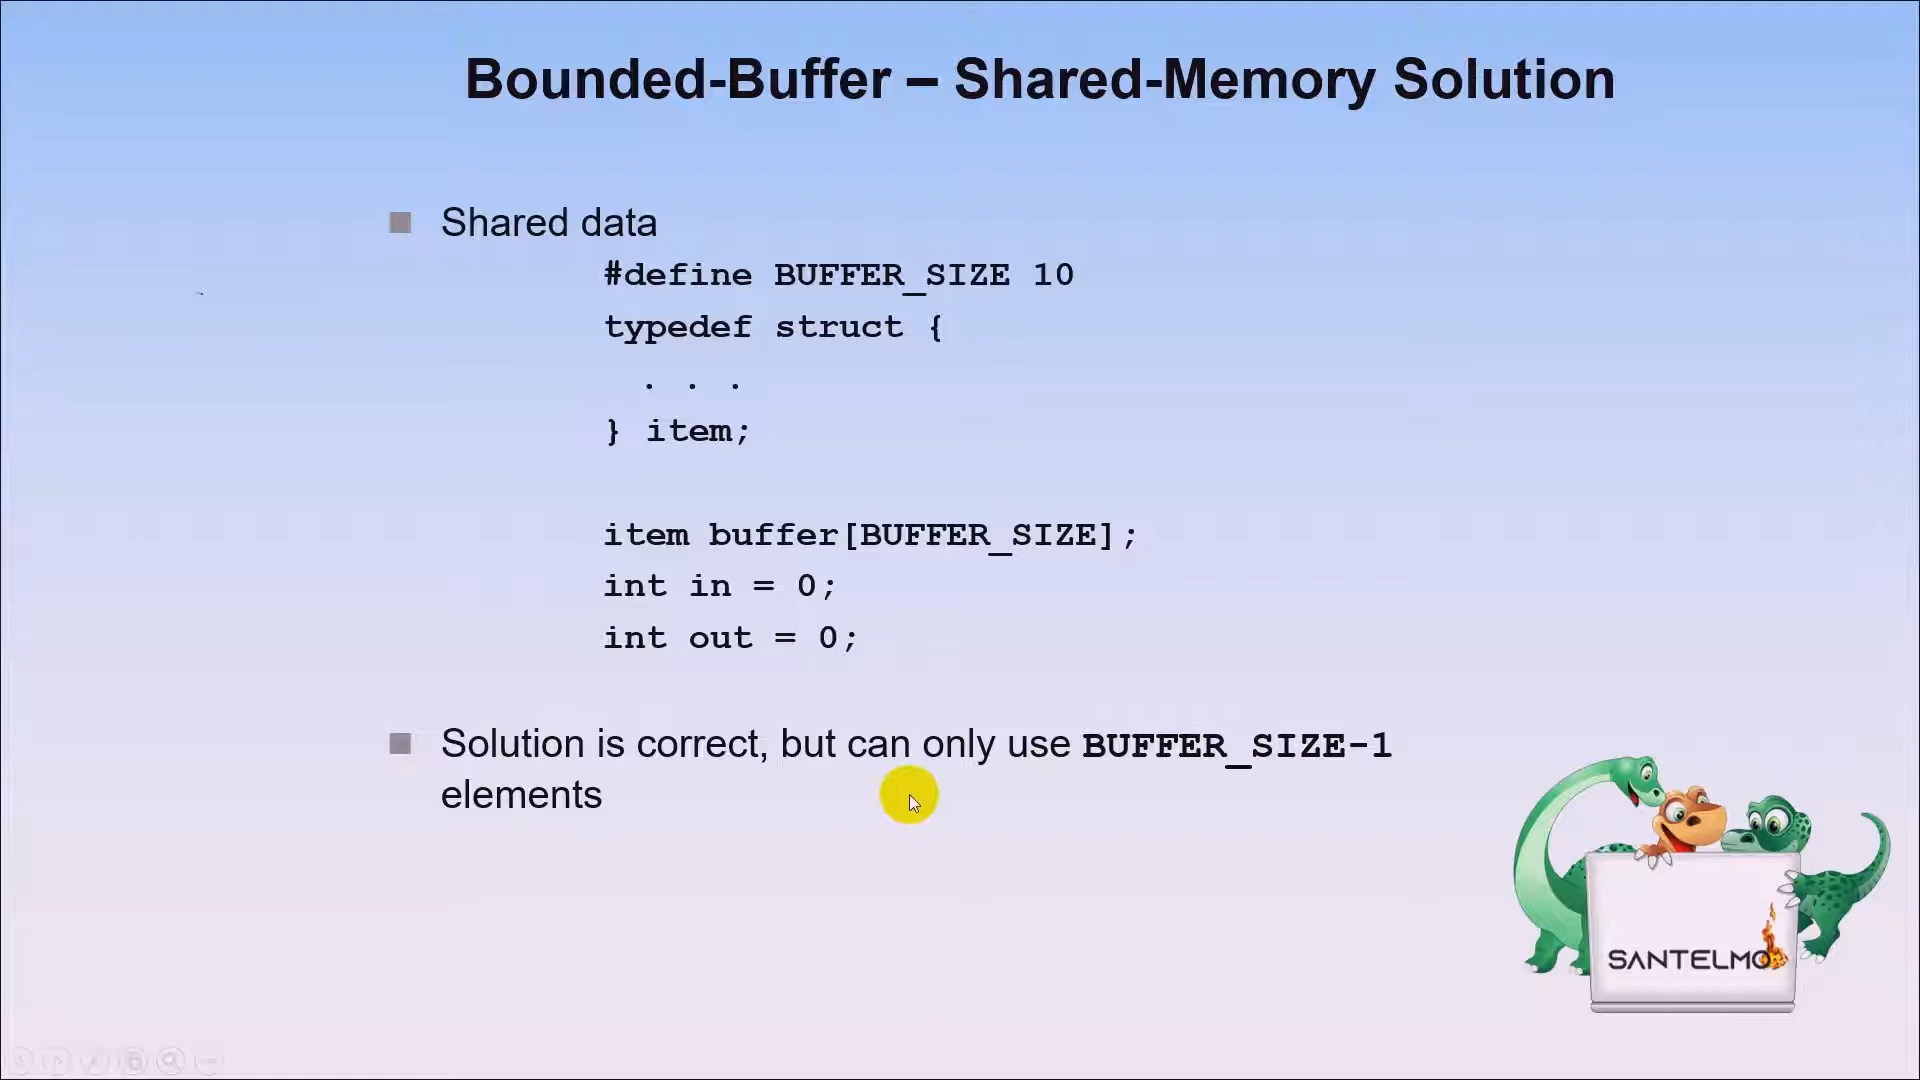 Bounded-Buffer – Shared-Memory Solution
Shared data
#define BUFFER_SIZE 10
typedef struct {
. . .
} item;
item buffer[BUFFER_SIZE];
int in = 0;
int out = 0;
Solution is correct, but can only use BUFFER_SIZE-1
elements
SANTELMO